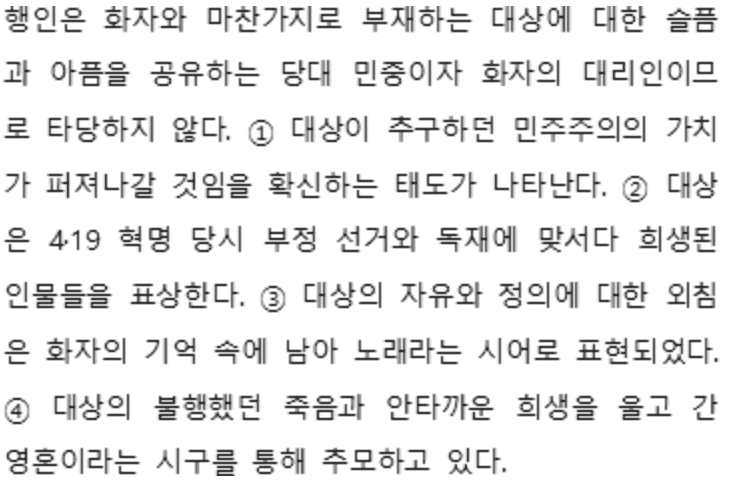 행인은 화자와 마찬가지로 부재하는 대상에 대한 슬픔
과 아픔을 공유하는 당대 민중이자 화자의 대리인이므
로 타당하지 않다. ① 대상이 추구하던 민주주의의 가치
가 퍼져나갈 것임을 확신하는 태도가 나타난다. ② 대상
은 4·19 혁명 당시 부정 선거와 독재에 맞서다 희생된
인물들을 표상한다. ③ 대상의 자유와 정의에 대한 외침
은 화자의 기억 속에 남아 노래라는 시어로 표현되었다.
④ 대상의 불행했던 죽음과 안타까운 희생을 울고 간
영혼이라는 시구를 통해 추모하고 있다.